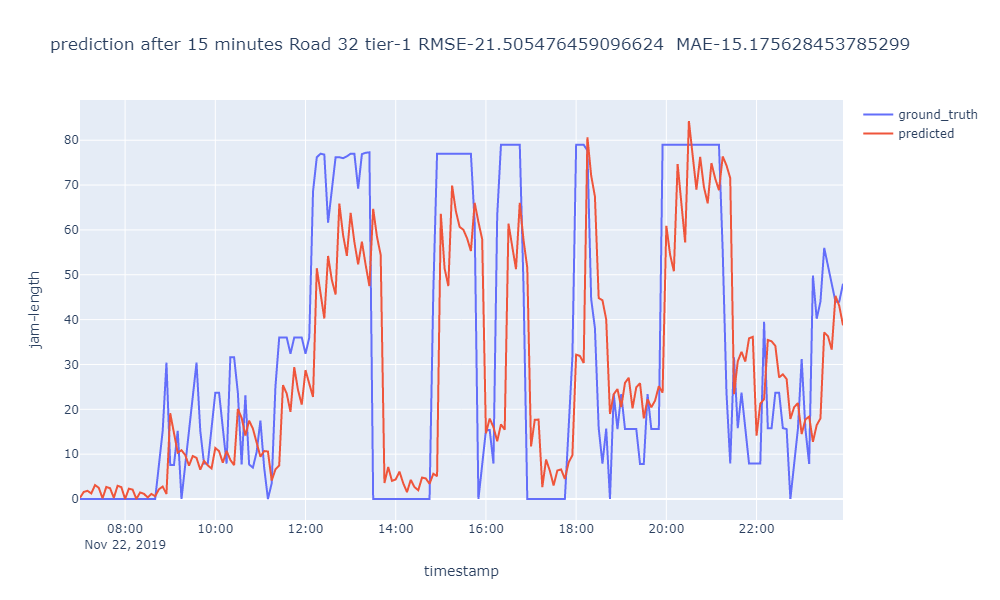 prediction after 15 minutes Road 32 tier-1 RMSE-21.505476459096624  MAE-15.175628453785299
ground_truth
predicted
80
70
60
50
40
30
20
10
0
jam-length
08:00 10:00 12:00 14:00 16:00 18:00 20:00 22:00
Nov 22, 2019
timestamp